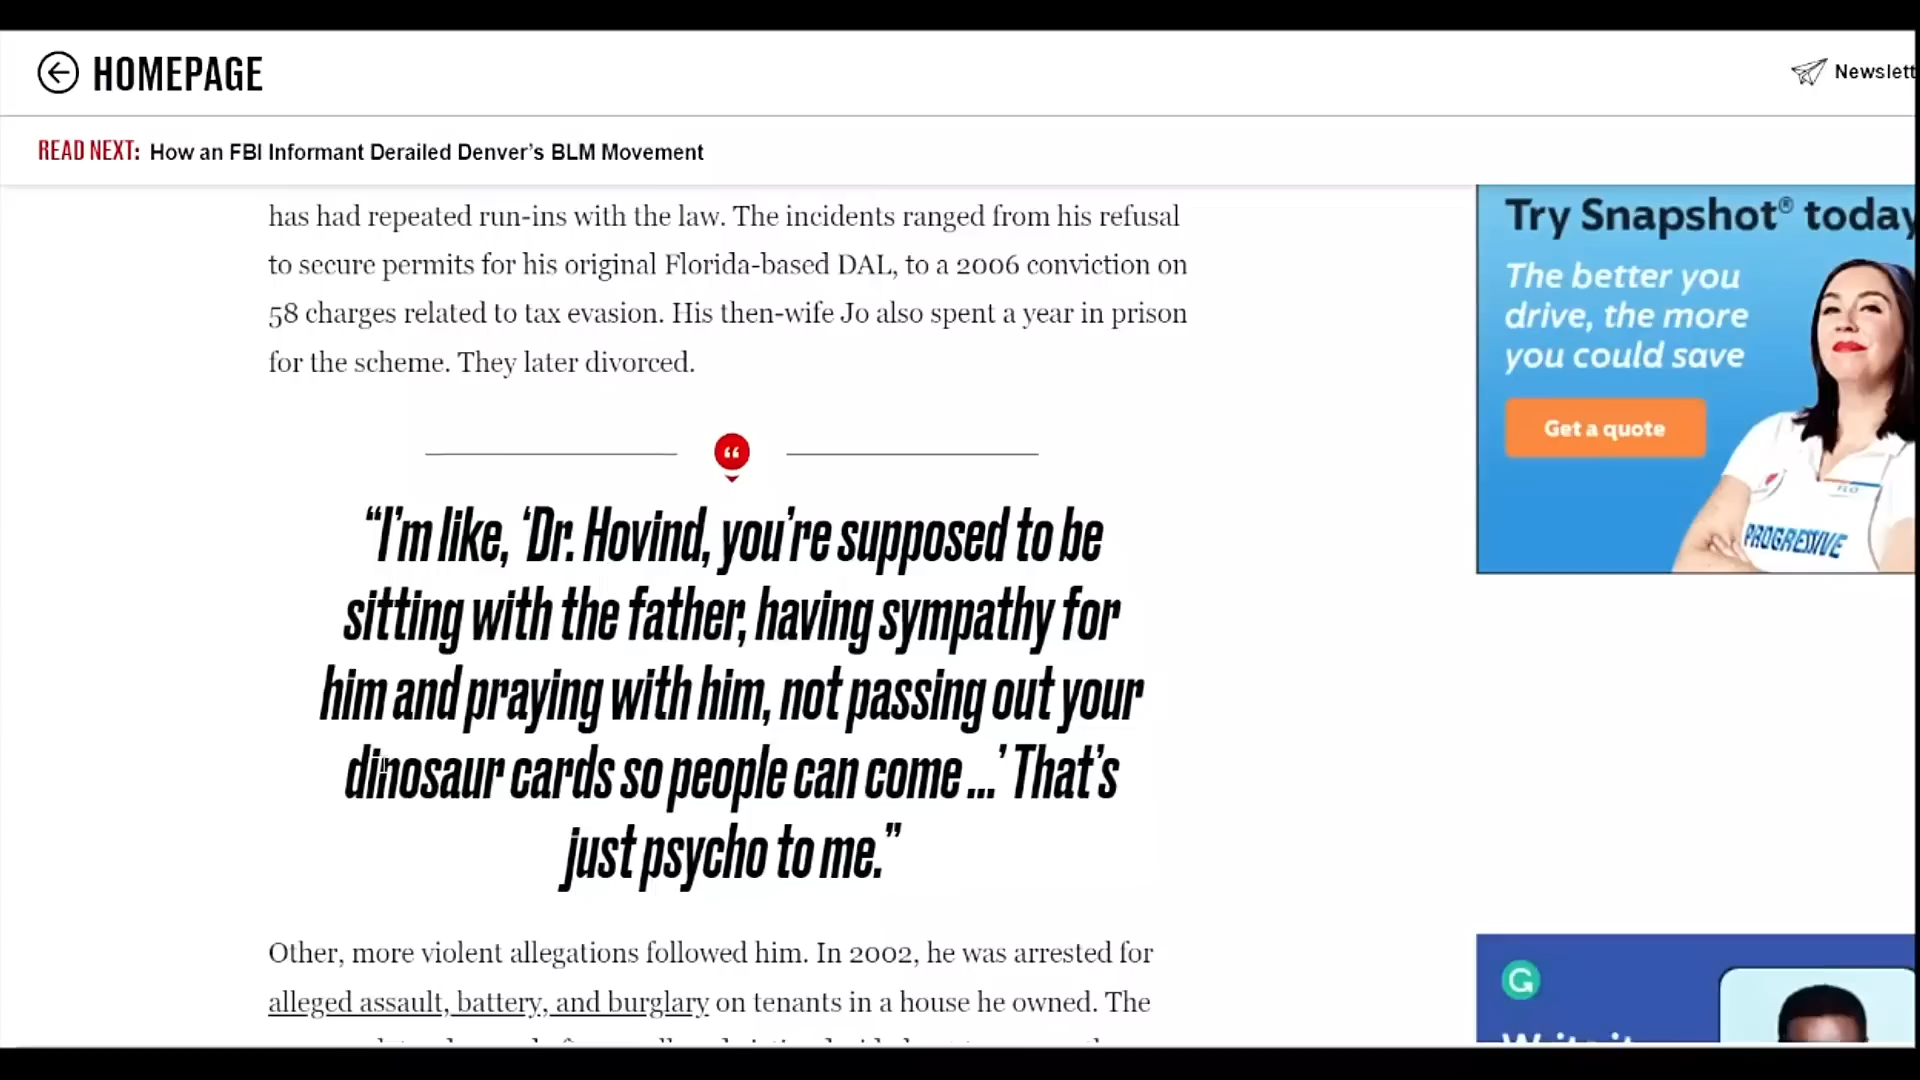 HOMEPAGE
Newslett
READ NEXT: How an FBI Informant Derailed Denver's BLM Movement
has had repeated run-ins with the law. The incidents ranged from his refusal
to secure permits for his original Florida-based DAL, to a 2006 conviction on
58 charges related to tax evasion. His then-wife Jo also spent a year in prison
for the scheme. They later divorced.
“I’m like, ‘Dr. Hovind, you’re supposed to be
sitting with the father, having sympathy for
him and praying with him, not passing out your
dinosaur cards so people can come ...’ That’s
just psycho to me.”
Other, more violent allegations followed him. In 2002, he was arrested for
alleged assault, battery, and burglary on tenants in a house he owned. The
Try Snapshot® today
The better you
drive, the more
you could save
Get a quote
FLO
PROGRESSIVE